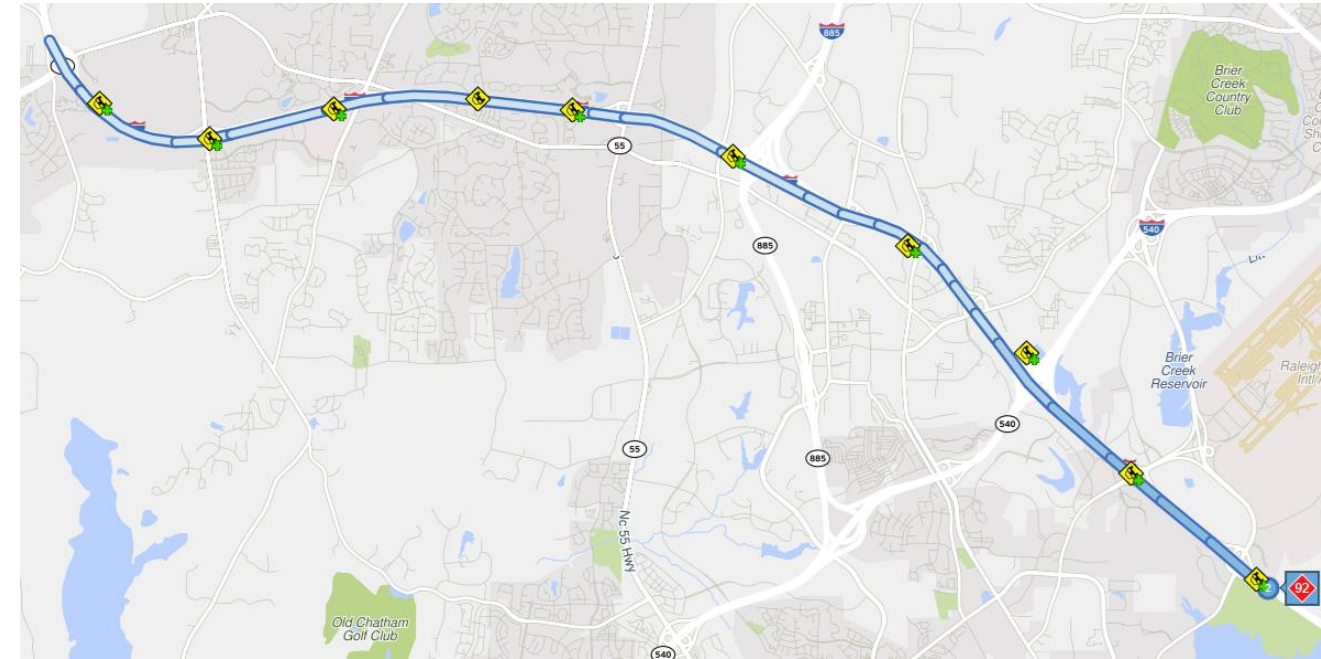 885
Brier
Creek
Country
Club
55
885
540
Brier
Creek
Reservoir
Raleigh
Intl A
540
55
885
Nc 55 Hwy
2
92
Old Chatham
Golf Club
540